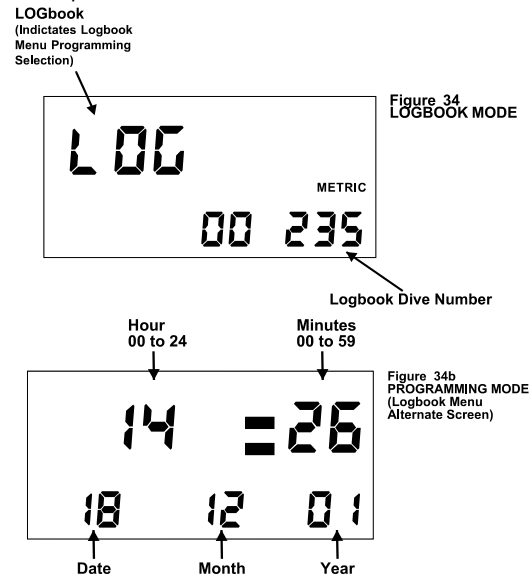 LOGbook
(Indictates Logbook
Menu Programming
Selection)
Figure 34
LOGBOOK MODE
LOG
METRIC
00 235
Logbook Dive Number
Hour
00 to 24
Minutes
00 to 59
Figure 34b
PROGRAMMING MODE
(Logbook Menu
Alternate Screen)
14 = 26
18 12 01
Date Month Year